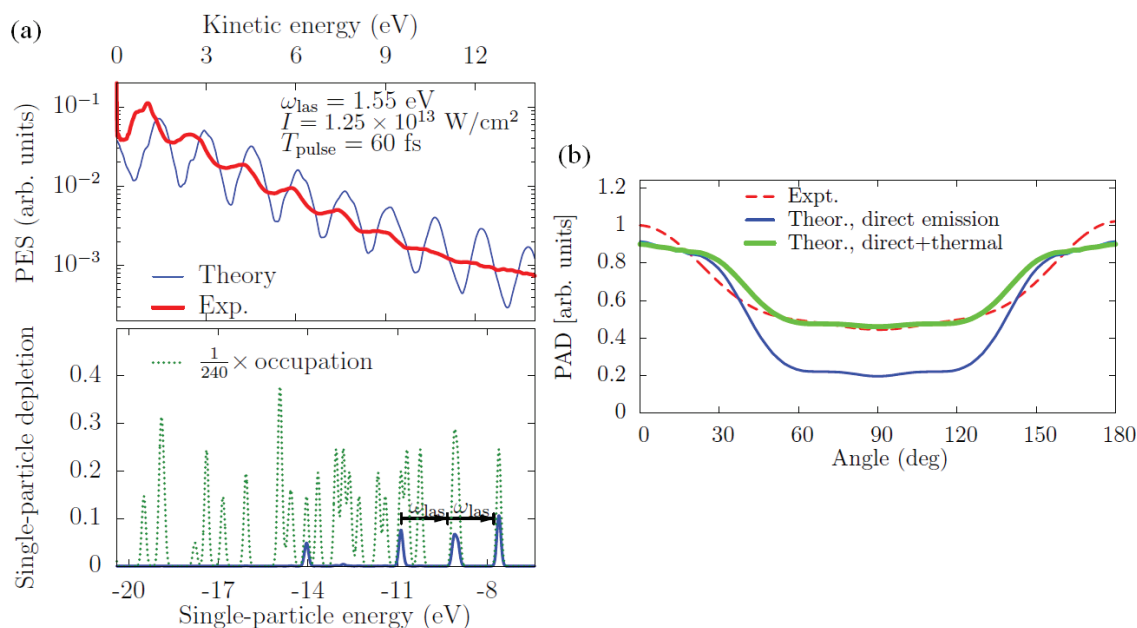 (a)
Kinetic energy (eV)
0 3 6 9 12
PES (arb. units)
10⁻¹
10⁻²
10⁻³
ω_las = 1.55 eV
I = 1.25 × 10¹³ W/cm²
T_pulse = 60 fs
Theory
Exp.
Single-particle depletion
0.4
0.3
0.2
0.1
0
1/240 × occupation
ω_las ω_las
-20 -17 -14 -11 -8
Single-particle energy (eV)
(b)
PAD [arb. units]
1.2
1
0.8
0.6
0.4
0.2
0
Expt.
Theor., direct emission
Theor., direct+thermal
0 30 60 90 120 150 180
Angle (deg)